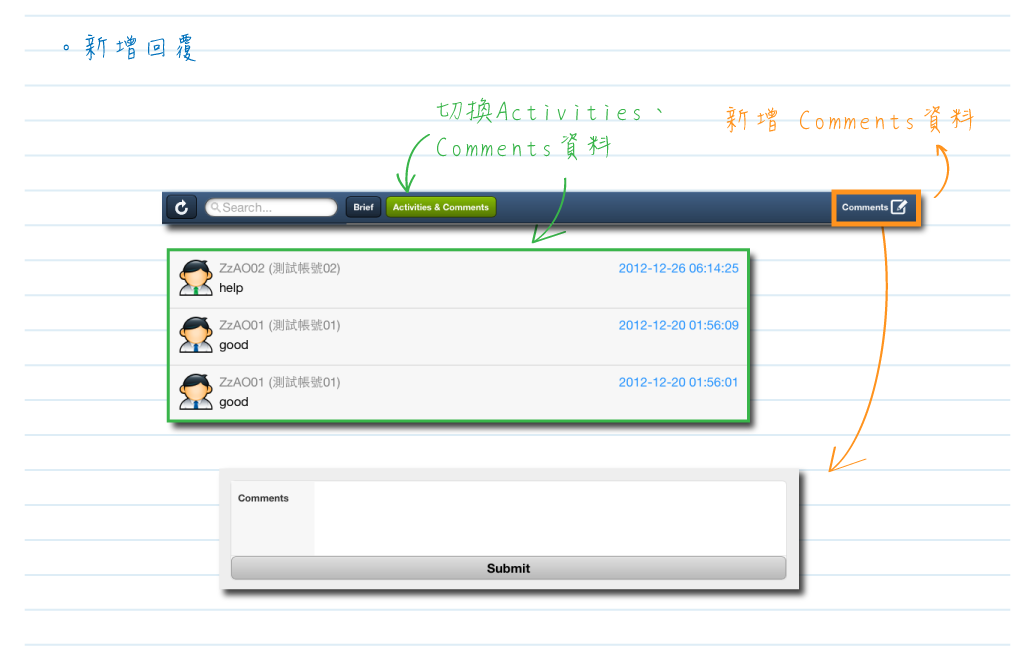 。新增回覆
切換Activities、
Comments資料
新增 Comments資料
Search...
Brief
Activities & Comments
Comments
ZzAO02 (測試帳號02)
2012-12-26 06:14:25
help
ZzAO01 (測試帳號01)
2012-12-20 01:56:09
good
ZzAO01 (測試帳號01)
2012-12-20 01:56:01
good
Comments
Submit